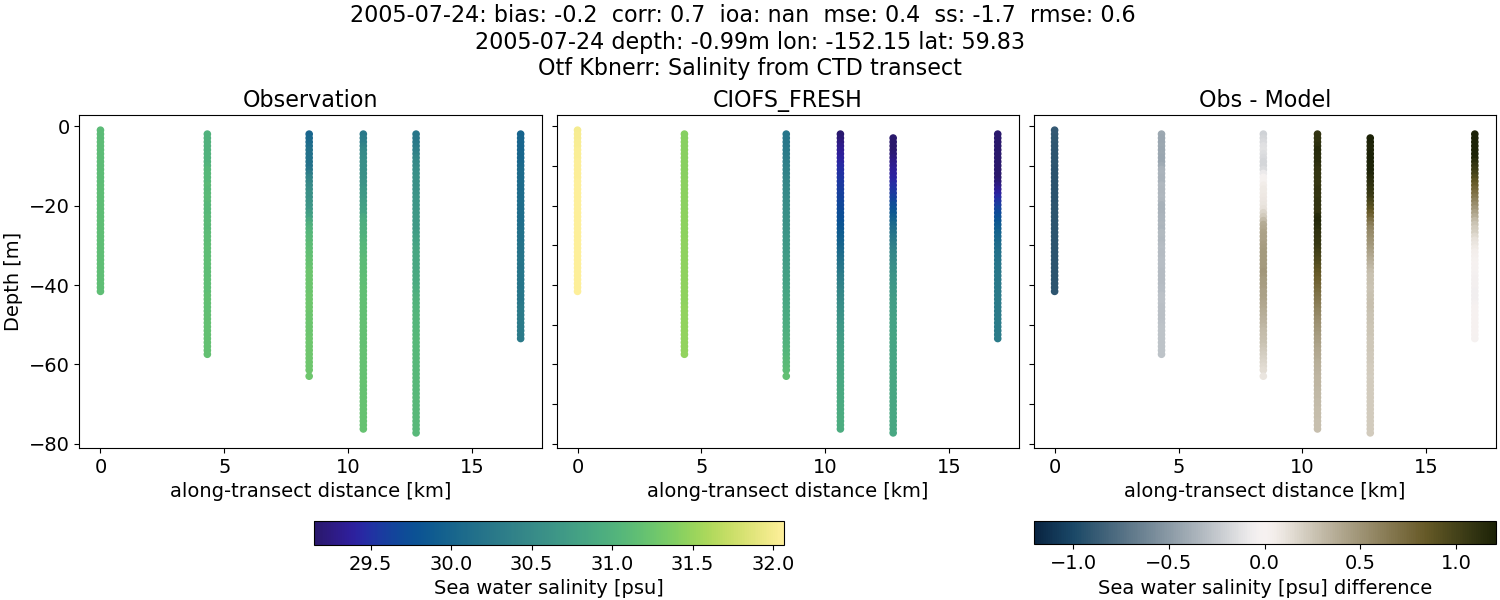 2005-07-24: bias: -0.2  corr: 0.7  ioa: nan  mse: 0.4  ss: -1.7  rmse: 0.6
2005-07-24 depth: -0.99m lon: -152.15 lat: 59.83
Otf Kbnerr: Salinity from CTD transect
Observation
CIOFS_FRESH
Obs - Model
Depth [m]
0
−20
−40
−60
−80
0 5 10 15
0 5 10 15
0 5 10 15
along-transect distance [km]
along-transect distance [km]
along-transect distance [km]
29.5 30.0 30.5 31.0 31.5 32.0
Sea water salinity [psu]
−1.0 −0.5 0.0 0.5 1.0
Sea water salinity [psu] difference